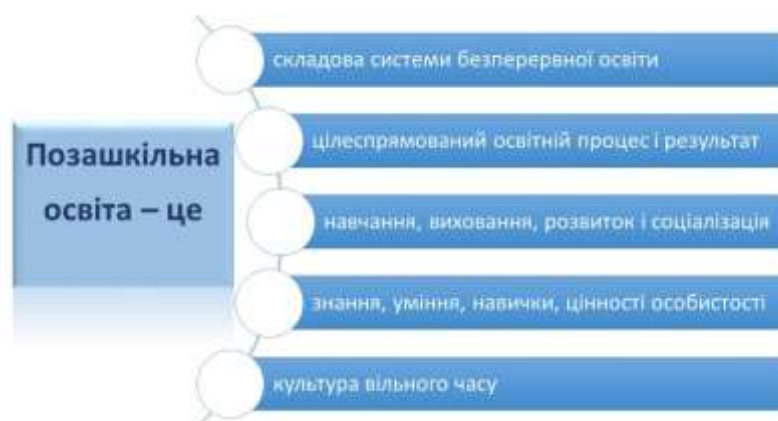 Позашкільна
освіта – це
складова системи безперервної освіти
цілеспрямований освітній процес і результат
навчання, виховання, розвиток і соціалізація
знання, уміння, навички, цінності особистості
культура вільного часу